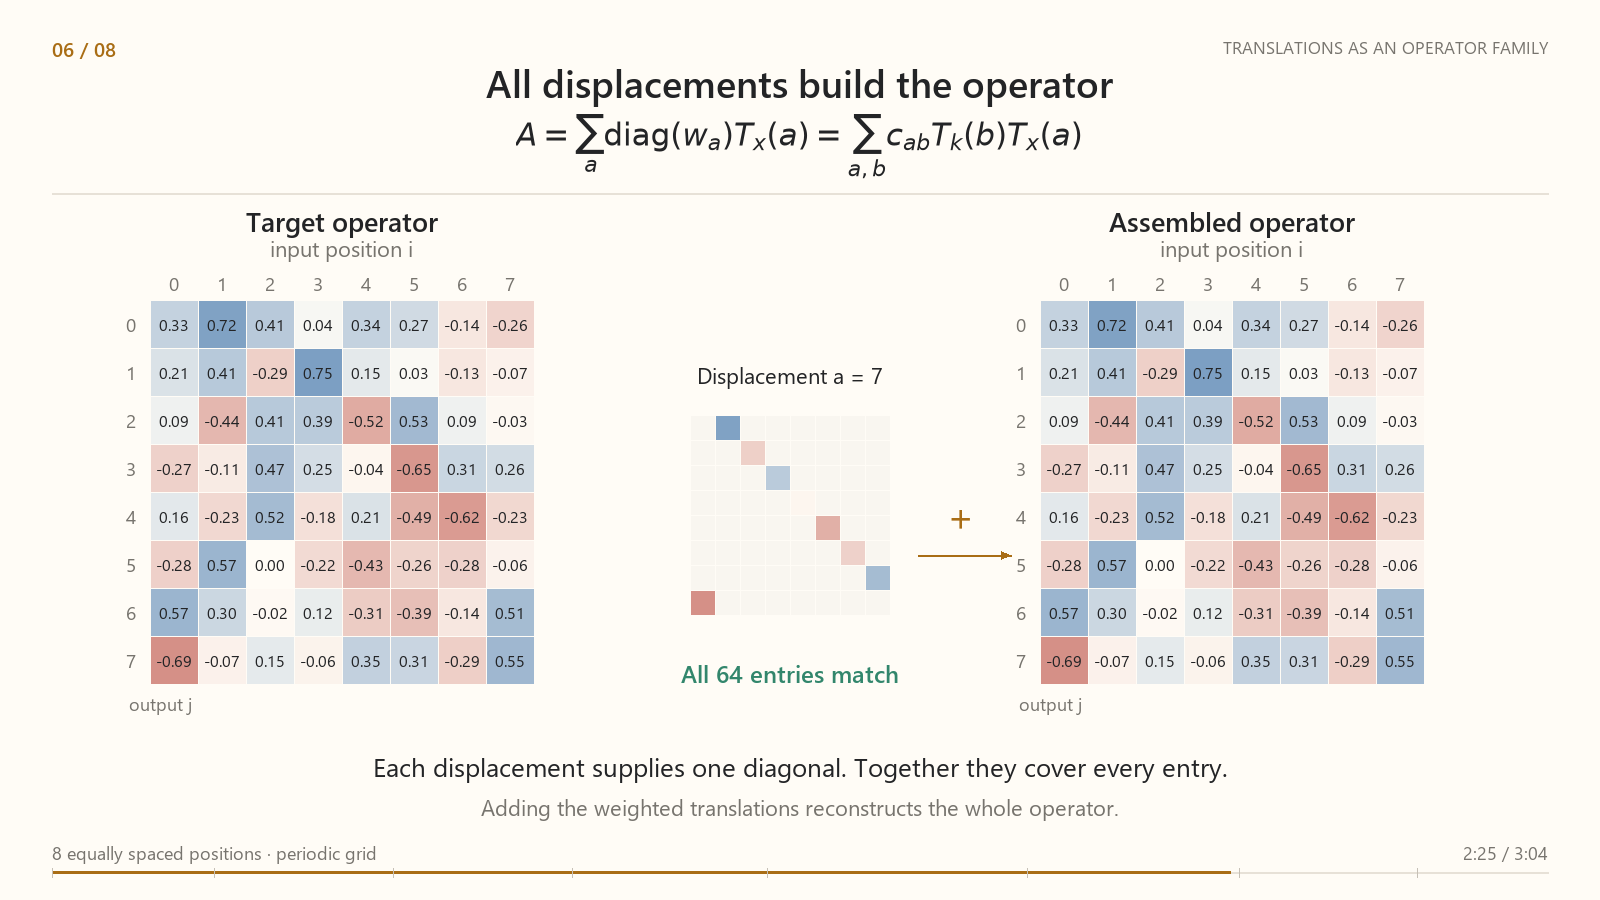 06 / 08
TRANSLATIONS AS AN OPERATOR FAMILY
All displacements build the operator
A = ∑ₐ diag(wₐ)Tₓ(a) = ∑ₐ,b c_ab T_k(b)Tₓ(a)
Target operator
input position i
0 1 2 3 4 5 6 7
0 0.33 0.72 0.41 0.04 0.34 0.27 -0.14 -0.26
1 0.21 0.41 -0.29 0.75 0.15 0.03 -0.13 -0.07
2 0.09 -0.44 0.41 0.39 -0.52 0.53 0.09 -0.03
3 -0.27 -0.11 0.47 0.25 -0.04 -0.65 0.31 0.26
4 0.16 -0.23 0.52 -0.18 0.21 -0.49 -0.62 -0.23
5 -0.28 0.57 0.00 -0.22 -0.43 -0.26 -0.28 -0.06
6 0.57 0.30 -0.02 0.12 -0.31 -0.39 -0.14 0.51
7 -0.69 -0.07 0.15 -0.06 0.35 0.31 -0.29 0.55
output j
Displacement a = 7
All 64 entries match
+
Assembled operator
input position i
0 1 2 3 4 5 6 7
0 0.33 0.72 0.41 0.04 0.34 0.27 -0.14 -0.26
1 0.21 0.41 -0.29 0.75 0.15 0.03 -0.13 -0.07
2 0.09 -0.44 0.41 0.39 -0.52 0.53 0.09 -0.03
3 -0.27 -0.11 0.47 0.25 -0.04 -0.65 0.31 0.26
4 0.16 -0.23 0.52 -0.18 0.21 -0.49 -0.62 -0.23
5 -0.28 0.57 0.00 -0.22 -0.43 -0.26 -0.28 -0.06
6 0.57 0.30 -0.02 0.12 -0.31 -0.39 -0.14 0.51
7 -0.69 -0.07 0.15 -0.06 0.35 0.31 -0.29 0.55
output j
Each displacement supplies one diagonal. Together they cover every entry.
Adding the weighted translations reconstructs the whole operator.
8 equally spaced positions · periodic grid
2:25 / 3:04